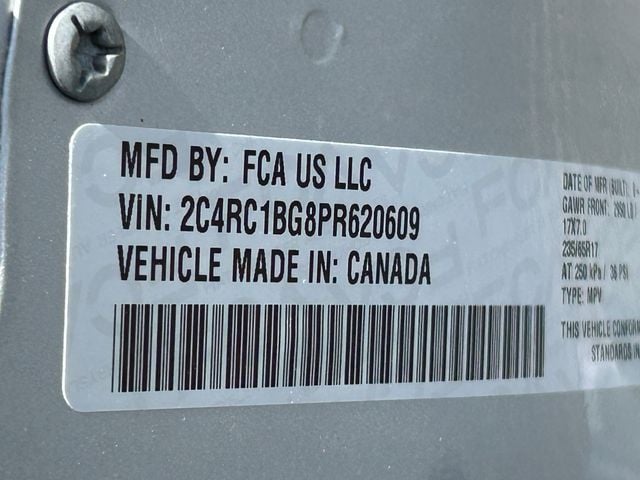 MFD BY: FCA US LLC
VIN: 2C4RC1BG8PR620609
VEHICLE MADE IN: CANADA
DATE OF MFR (BUILT)
GAWR FRONT:
17X7.0
235/65R17
AT 250 kPa / 36 PSI
TYPE: MPV
THIS VEHICLE
STANDARDS IN